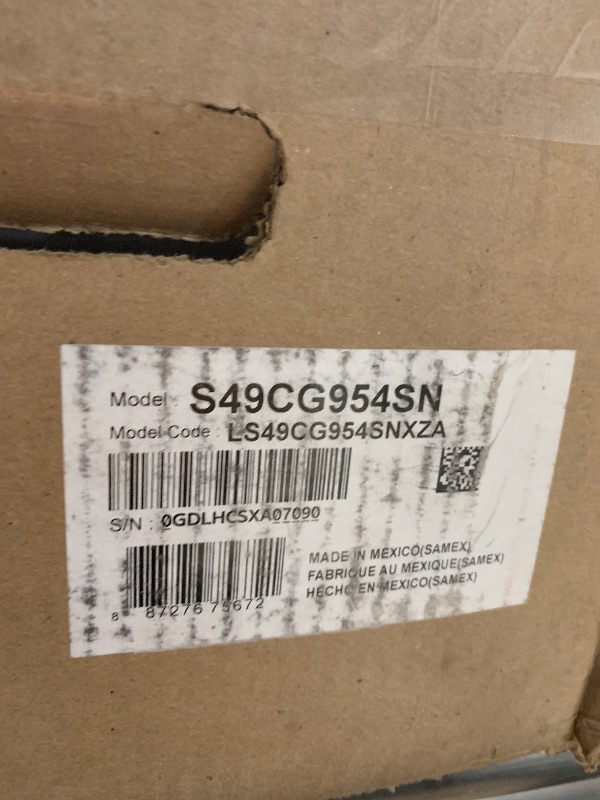 Model : S49CG954SN
Model Code : LS49CG954SNXZA
S/N : 0GDLHCSXA07090
MADE IN MEXICO(SAMEX)
FABRIQUE AU MEXIQUE(SAMEX)
HECHO EN MEXICO(SAMEX)
8 87276 75672